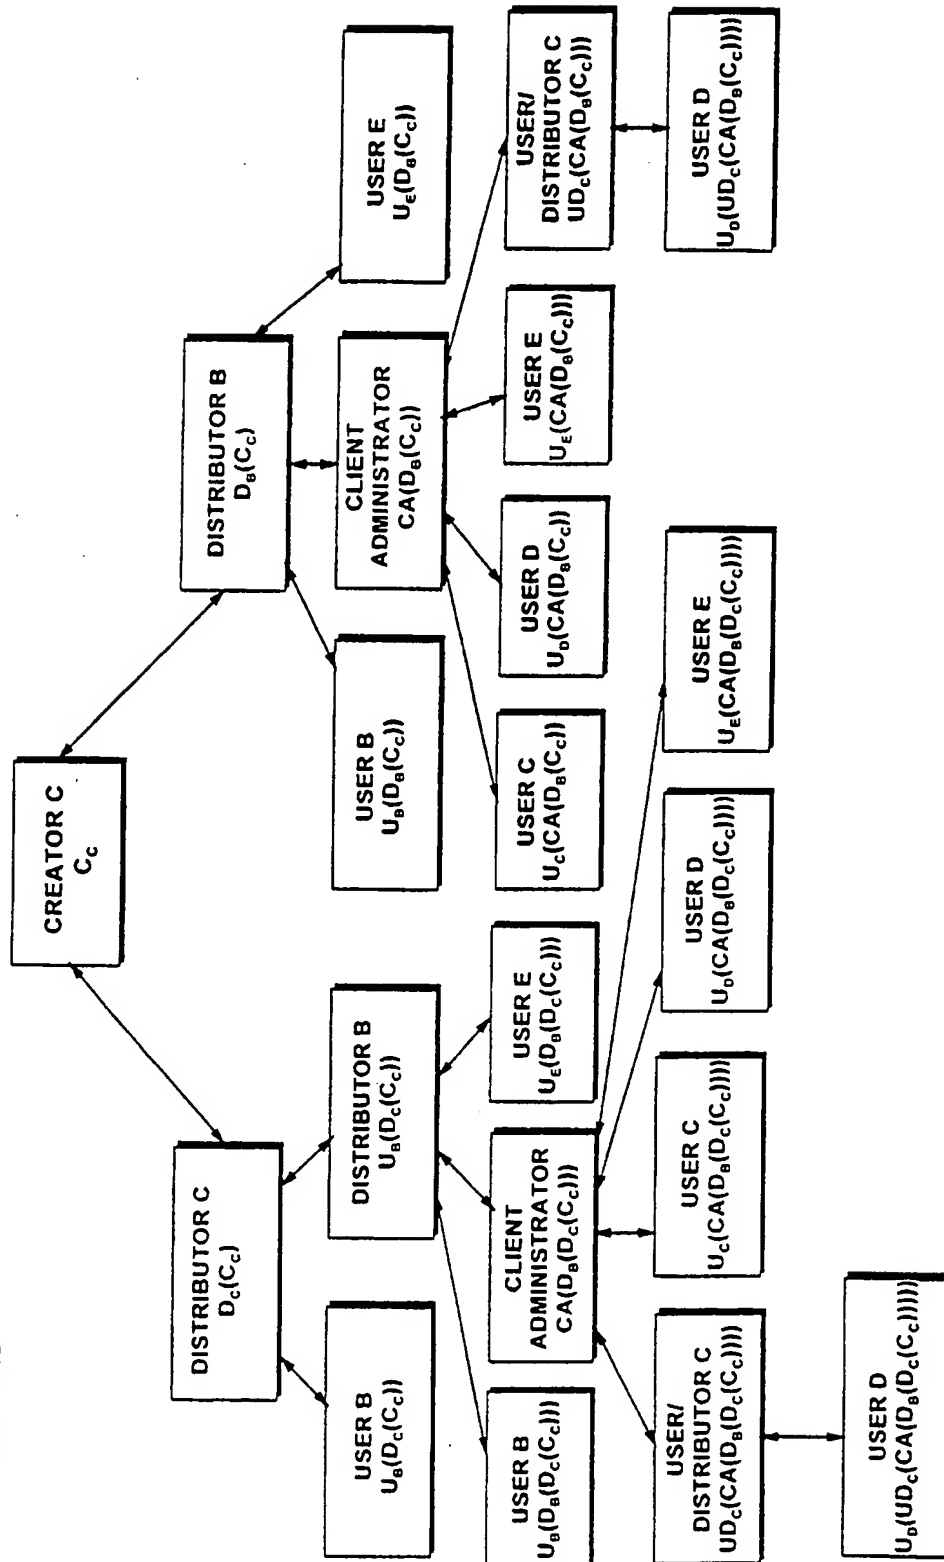 CREATOR C
C_C
DISTRIBUTOR C
D_C(C_C)
DISTRIBUTOR B
D_B(C_C)
USER B
U_B(D_C(C_C))
DISTRIBUTOR B
U_B(D_C(C_C))
USER B
U_B(D_B(C_C))
CLIENT
ADMINISTRATOR
CA(D_B(C_C))
USER E
U_E(D_B(C_C))
USER B
U_B(D_B(D_C(C_C)))
CLIENT
ADMINISTRATOR
CA(D_B(D_C(C_C)))
USER E
U_E(D_B(D_C(C_C)))
USER C
U_C(CA(D_B(C_C))
USER D
U_D(CA(D_B(C_C))
USER E
U_E(CA(D_B(C_C)))
USER/
DISTRIBUTOR C
UD_C(CA(D_B(C_C)))
USER/
DISTRIBUTOR C
UD_C(CA(D_B(D_C(C_C))))
USER C
U_C(CA(D_B(D_C(C_C))))
USER D
U_D(CA(D_B(D_C(C_C))))
USER E
U_E(CA(D_B(D_C(C_C))))
USER D
U_D(UD_C(CA(D_B(C_C))))
USER D
U_D(UD_C(CA(D_B(D_C(C_C)))))